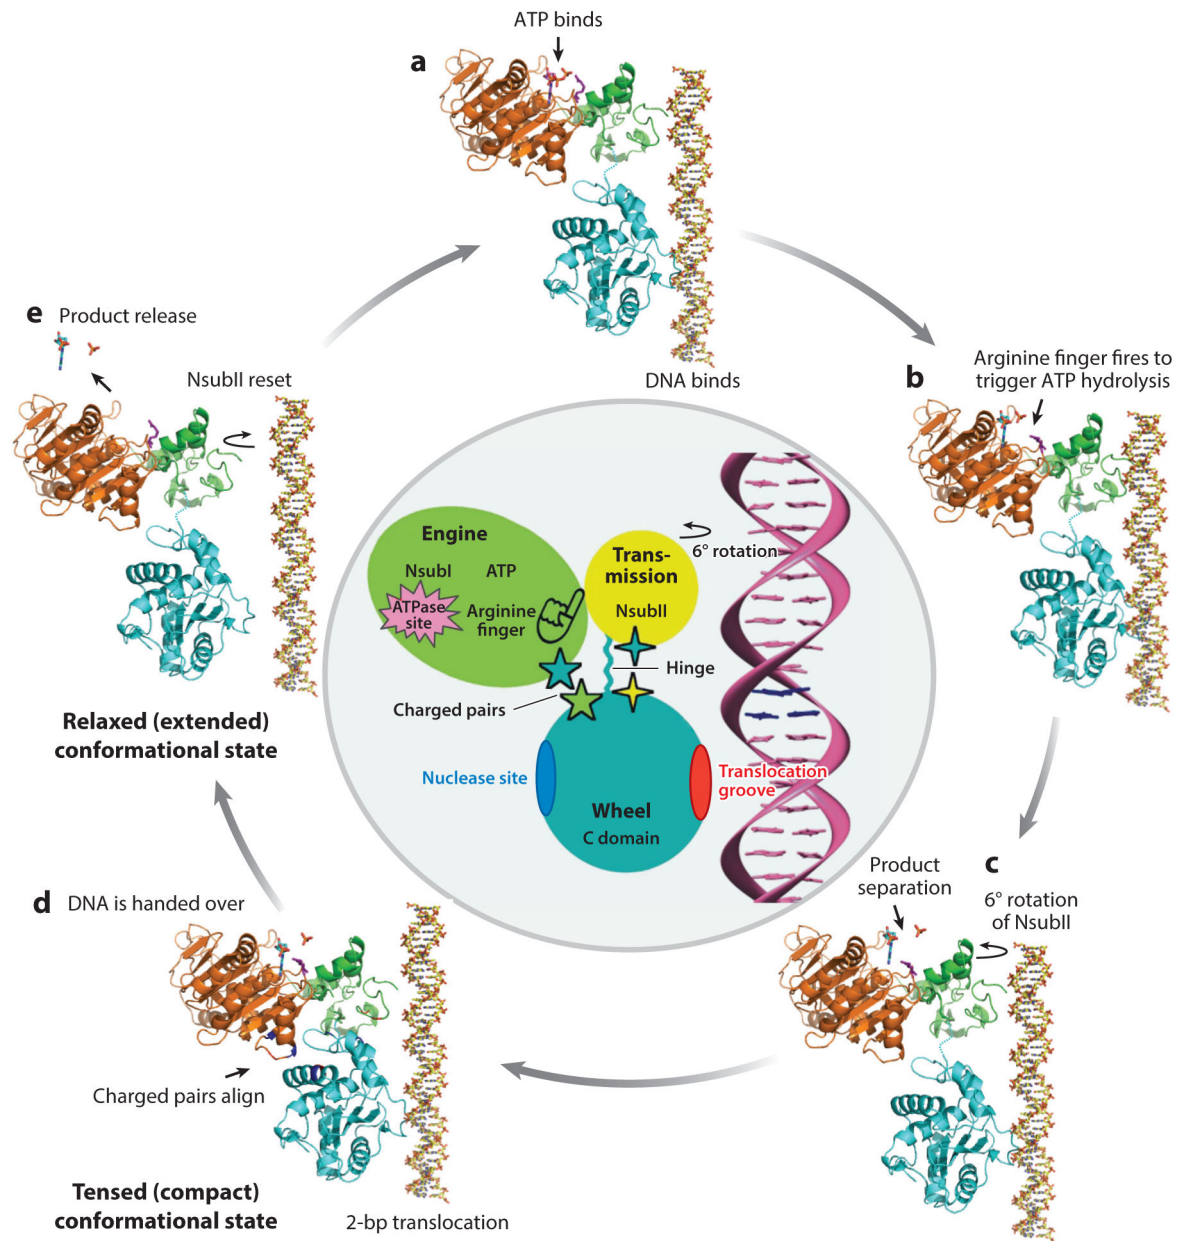 ATP binds
a
DNA binds
b
Arginine finger fires to
trigger ATP hydrolysis
e
Product release
NsubII reset
Relaxed (extended)
conformational state
Engine
NsubI
ATP
ATPase
site
Arginine
finger
Trans-
mission
NsubII
6° rotation
Hinge
Charged pairs
Nuclease site
Translocation
groove
Wheel
C domain
c
Product
separation
6° rotation
of NsubII
d
DNA is handed over
Charged pairs align
Tensed (compact)
conformational state
2-bp translocation